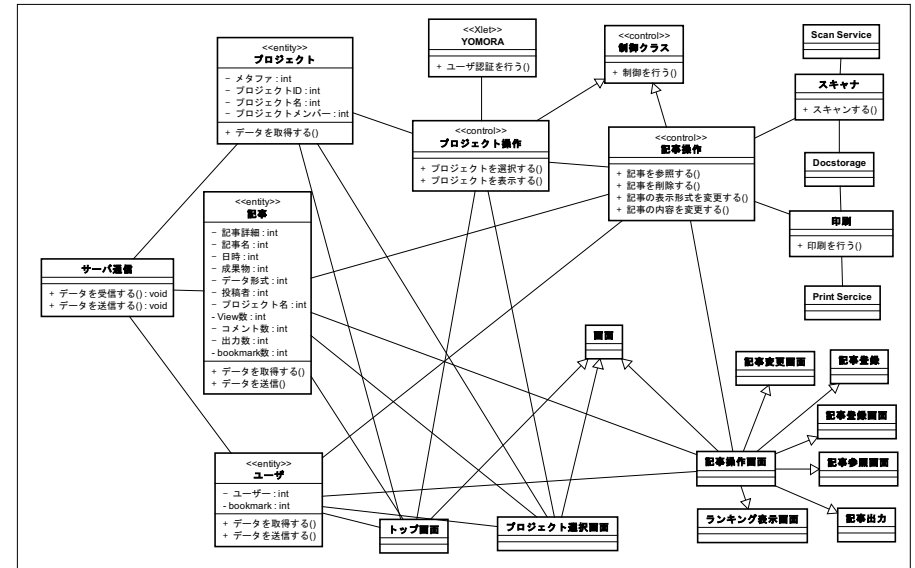 <<entity>>
プロジェクト
− メタファ : int
− プロジェクトID : int
− プロジェクト名 : int
− プロジェクトメンバー : int
+ データを取得する()
<<Xlet>>
YOMORA
+ ユーザ認証を行う()
<<control>>
制御クラス
+ 制御を行う()
Scan Service
スキャナ
+ スキャンする()
<<control>>
プロジェクト操作
+ プロジェクトを選択する()
+ プロジェクトを表示する()
<<control>>
記事操作
+ 記事を参照する()
+ 記事を削除する()
+ 記事の表示形式を変更する()
+ 記事の内容を変更する()
Docstorage
印刷
+ 印刷を行う()
Print Sercice
<<entity>>
記事
− 記事詳細 : int
− 記事名 : int
− 日時 : int
− 成果物 : int
− データ形式 : int
− 投稿者 : int
− プロジェクト名 : int
- View数 : int
− コメント数 : int
− 出力数 : int
- bookmark数 : int
+ データを取得する()
+ データを送信()
サーバ通信
+ データを受信する() : void
+ データを送信する() : void
画面
記事変更画面
記事登録
記事登録画面
記事操作画面
記事参照画面
ランキング表示画面
記事出力
<<entity>>
ユーザ
− ユーザー : int
- bookmark : int
+ データを取得する()
+ データを送信する()
トップ画面
プロジェクト選択画面